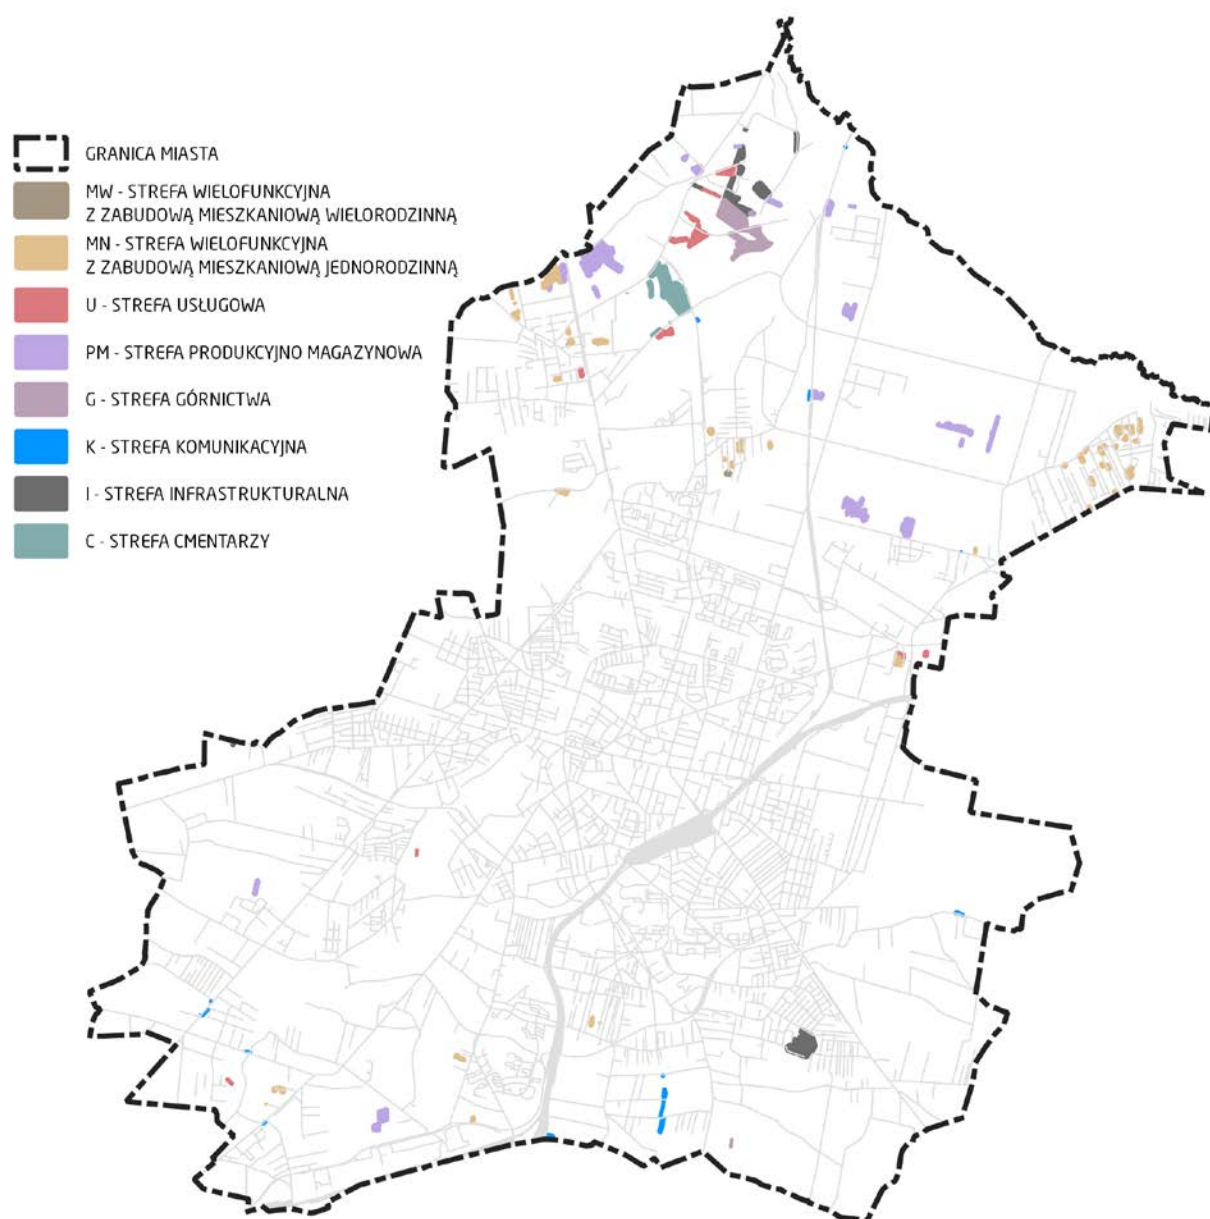 GRANICA MIASTA
MW - STREFA WIELOFUNKCYJNA
Z ZABUDOWĄ MIESZKANIOWĄ WIELORODZINNĄ
MN - STREFA WIELOFUNKCYJNA
Z ZABUDOWĄ MIESZKANIOWĄ JEDNORODZINNĄ
U - STREFA USŁUGOWA
PM - STREFA PRODUKCYJNO MAGAZYNOWA
G - STREFA GÓRNICTWA
K - STREFA KOMUNIKACYJNA
I - STREFA INFRASTRUKTURALNA
C - STREFA CMENTARZY